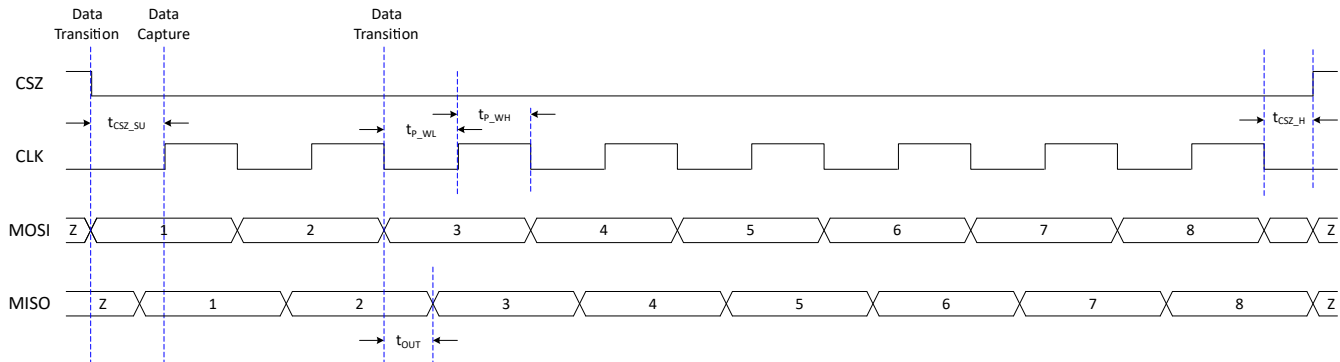 Data Transition
Data Capture
Data Transition
CSZ
tCSZ_SU
tP_WL
tP_WH
tCSZ_H
CLK
MOSI
Z 1 2 3 4 5 6 7 8 Z
MISO
Z 1 2 3 4 5 6 7 8 Z
tOUT